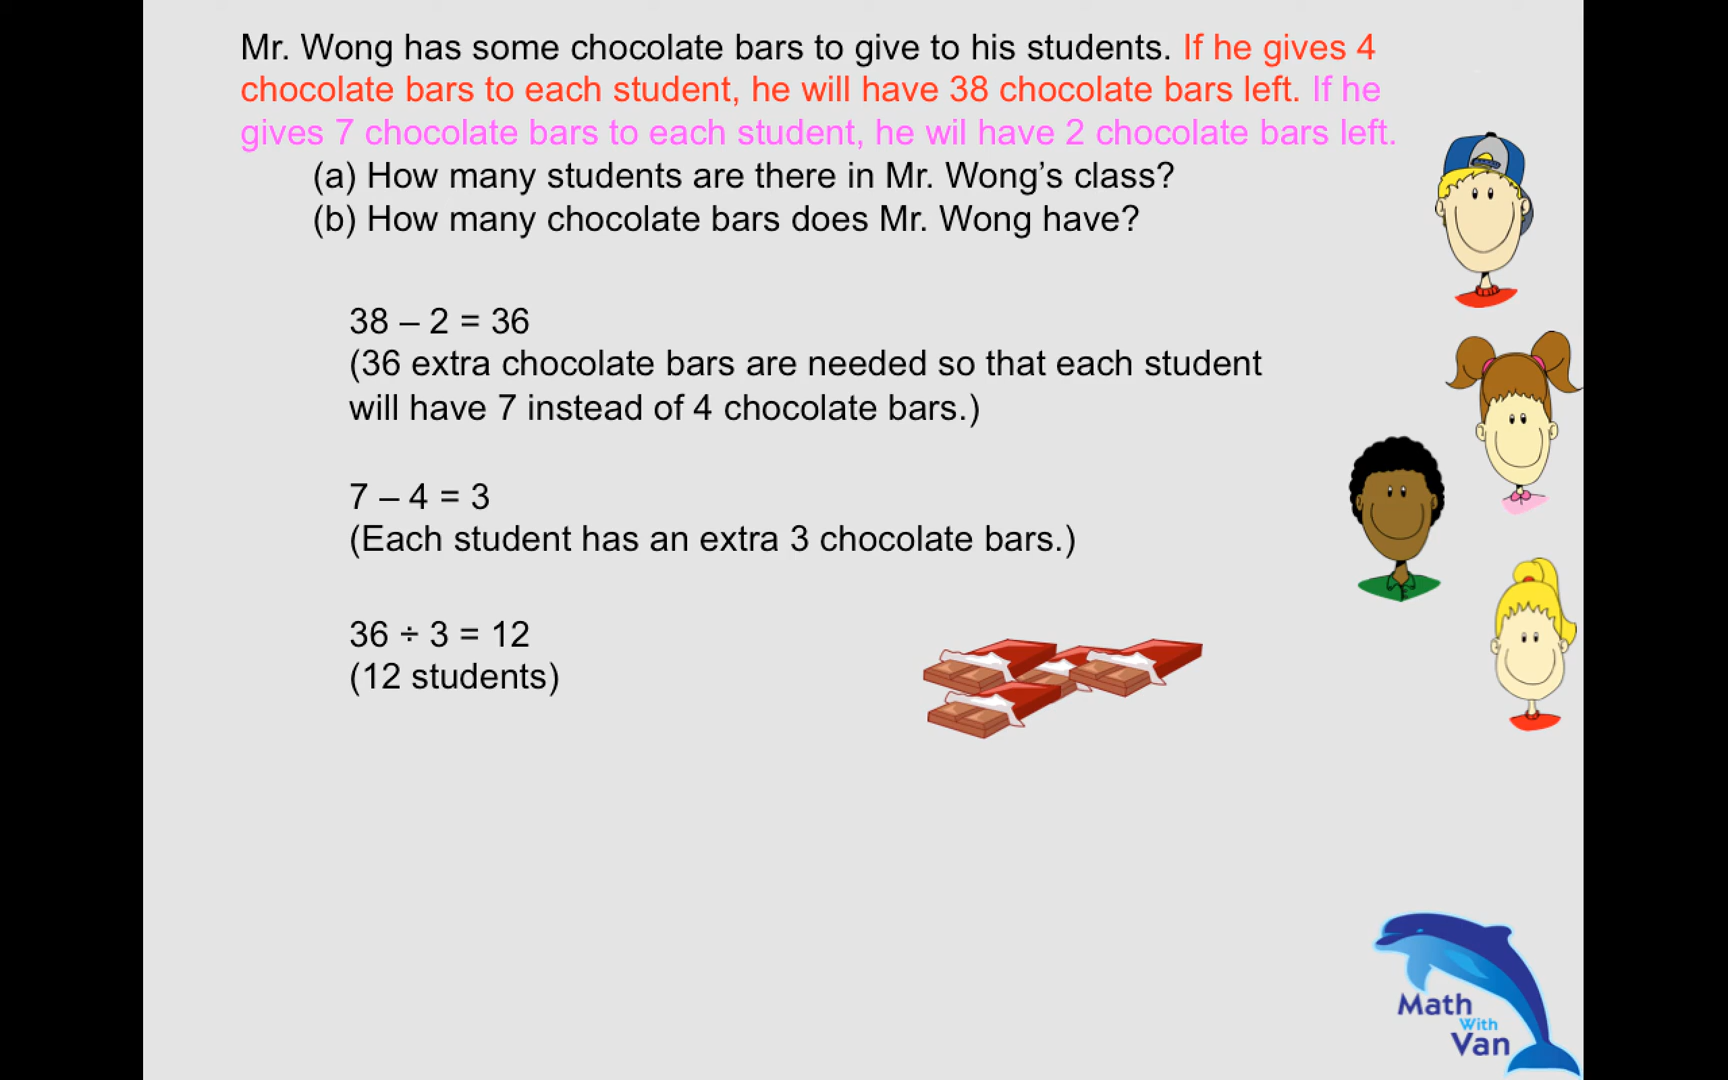 Mr. Wong has some chocolate bars to give to his students. If he gives 4
chocolate bars to each student, he will have 38 chocolate bars left. If he
gives 7 chocolate bars to each student, he wil have 2 chocolate bars left.
(a) How many students are there in Mr. Wong’s class?
(b) How many chocolate bars does Mr. Wong have?
38 – 2 = 36
(36 extra chocolate bars are needed so that each student
will have 7 instead of 4 chocolate bars.)
7 – 4 = 3
(Each student has an extra 3 chocolate bars.)
36 ÷ 3 = 12
(12 students)
Math
With
Van